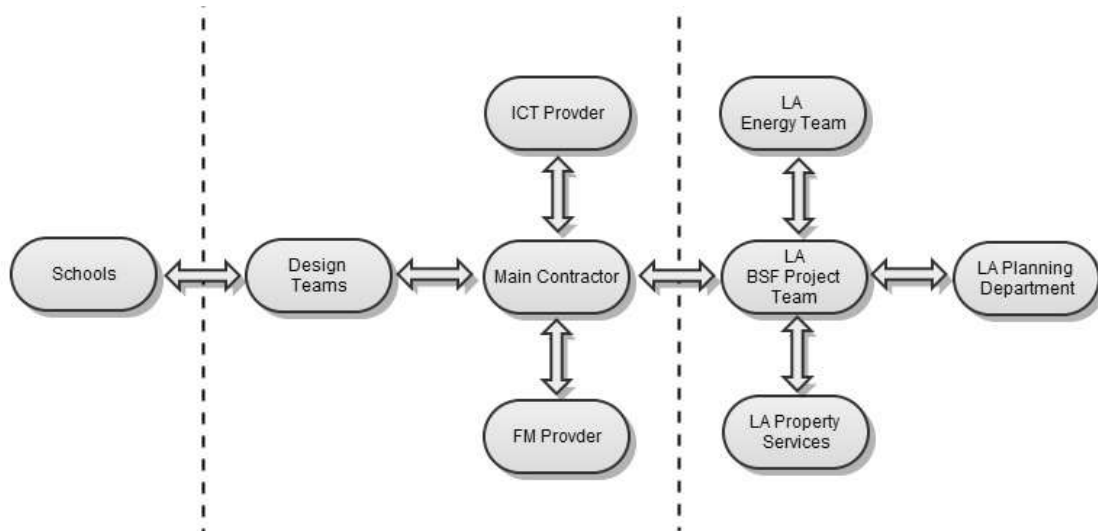 ICT Provder
LA
Energy Team
Schools
Design
Teams
Main Contractor
LA
BSF Project
Team
LA Planning
Department
FM Provder
LA Property
Services